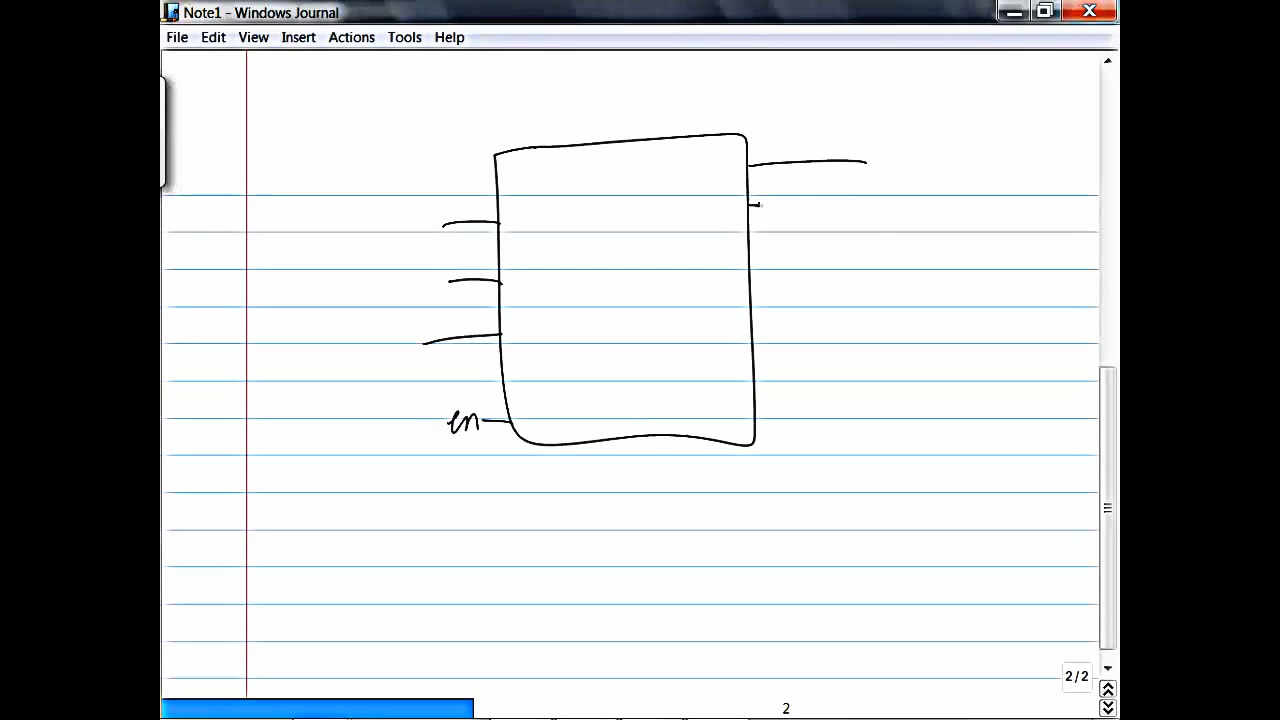 Note1 - Windows Journal
File Edit View Insert Actions Tools Help
en
2/2
2